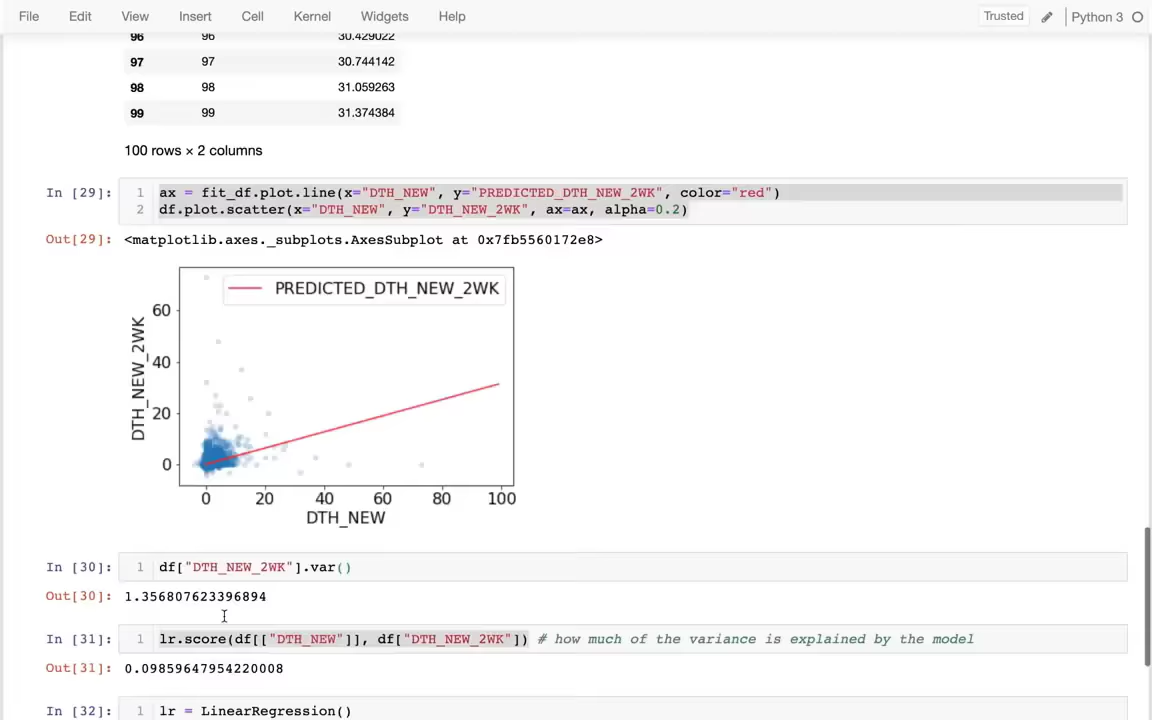 File Edit View Insert Cell Kernel Widgets Help Trusted Python 3
96 96 30.429022
97 97 30.744142
98 98 31.059263
99 99 31.374384
100 rows × 2 columns
In [29]: 1 ax = fit_df.plot.line(x="DTH_NEW", y="PREDICTED_DTH_NEW_2WK", color="red")
2 df.plot.scatter(x="DTH_NEW", y="DTH_NEW_2WK", ax=ax, alpha=0.2)
Out[29]: <matplotlib.axes._subplots.AxesSubplot at 0x7fb5560172e8>
PREDICTED_DTH_NEW_2WK
DTH_NEW_2WK
60
40
20
0
0 20 40 60 80 100
DTH_NEW
In [30]: 1 df["DTH_NEW_2WK"].var()
Out[30]: 1.356807623396894
In [31]: 1 lr.score(df[["DTH_NEW"]], df["DTH_NEW_2WK"]) # how much of the variance is explained by the model
Out[31]: 0.09859647954220008
In [32]: 1 lr = LinearRegression()